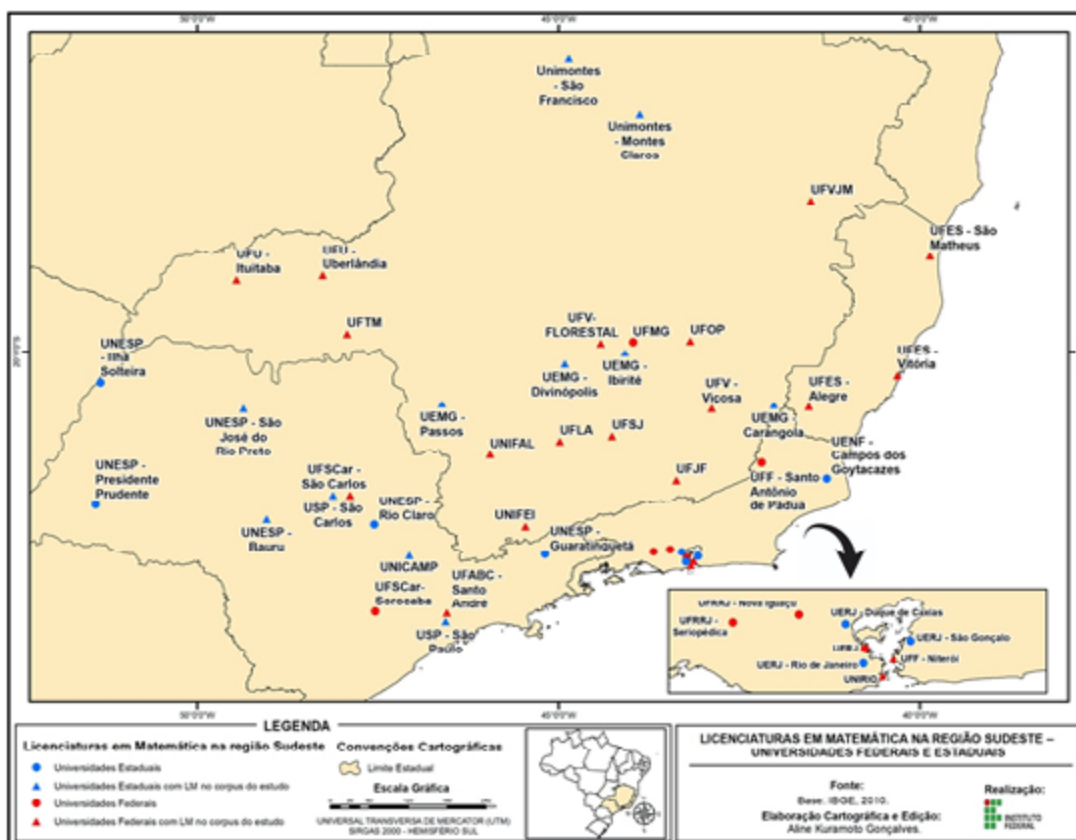 50°0'0"W 45°0'0"W 40°0'0"W
Unimontes
- São
Francisco
Unimontes
- Montes
Claros
UFVJM
UFES - São
Matheus
UFU -
Ituitaba
UFU -
Uberlândia
UFTM
UFV-
FLORESTAL
UFMG
UFOP
20°0'0"S
UNESP
- Ilha
Solteira
UEMG -
Divinópolis
UEMG -
Ibirité
UFES -
Vitória
UNESP - São
José do
Rio Preto
UEMG -
Passos
UFV -
Viçosa
UFES -
Alegre
UEMG -
Carangola
UFLA
UFSJ
UNIFAL
UENF -
Campos dos
Goytacazes
UNESP -
Presidente
Prudente
UFSCar -
São Carlos
USP - São
Carlos
UNESP -
Rio Claro
UFJF
UFF - Santo
Antônio
de Pádua
UNESP -
Bauru
UNIFEI
UNESP -
Guaratinguetá
UNICAMP
UFSCar-
Sorocaba
UFABC -
Santo
André
USP - São
Paulo
UFRRJ - Nova Iguaçu
UERJ - Duque de Caxias
UFRRJ -
Seriopédica
UERJ - São Gonçalo
UFRJ
UFF - Niterói
UERJ - Rio de Janeiro
UNIRIO
50°0'0"W 45°0'0"W 40°0'0"W
LEGENDA
Licenciaturas em Matemática na região Sudeste
Universidades Estaduais
Universidades Estaduais com LM no corpus do estudo
Universidades Federais
Universidades Federais com LM no corpus do estudo
Convenções Cartográficas
Limite Estadual
Escala Gráfica
UNIVERSAL TRANSVERSA DE MERCATOR (UTM)
SIRGAS 2000 - HEMISFÉRIO SUL
LICENCIATURAS EM MATEMÁTICA NA REGIÃO SUDESTE –
UNIVERSIDADES FEDERAIS E ESTADUAIS
Fonte:
Base. IBGE, 2010.
Elaboração Cartográfica e Edição:
Aline Kuramoto Gonçalves.
Realização:
INSTITUTO
FEDERAL